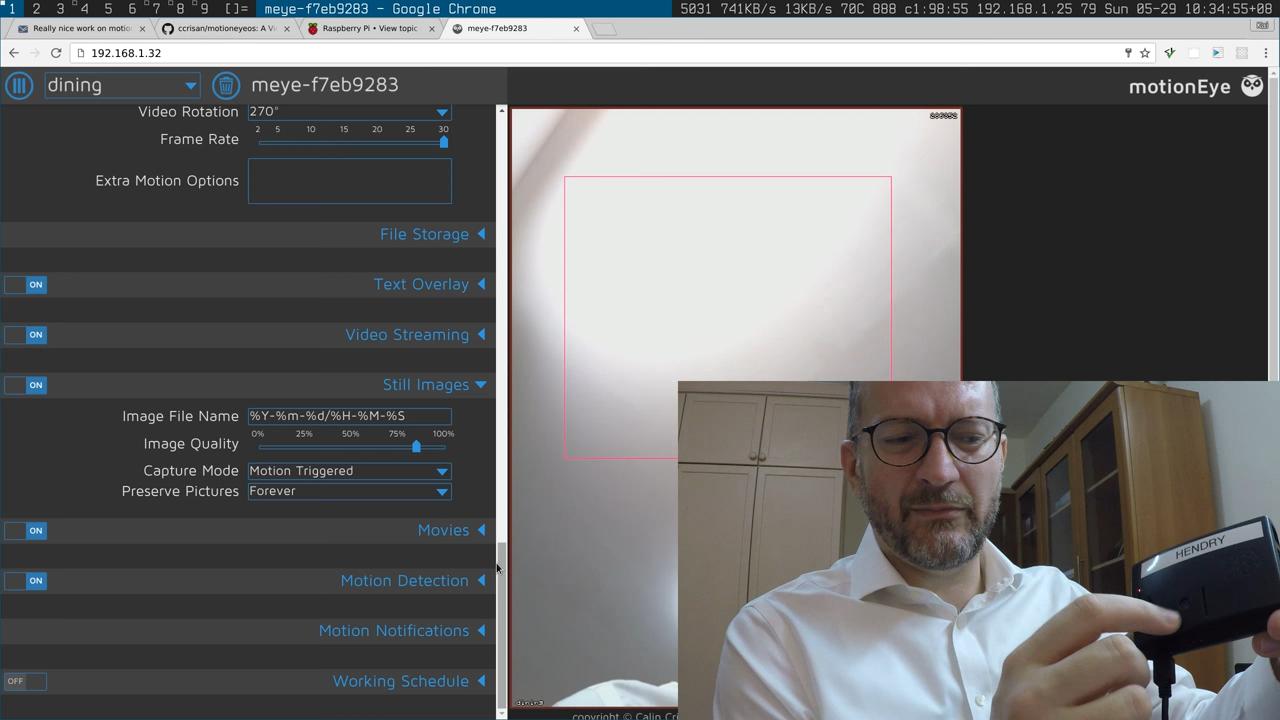 1 2 3 4 5 6 7 8 9 []= meye-f7eb9283 - Google Chrome 5031 741KB/s 13KB/s 70C 888 c1:98:55 192.168.1.25 79 Sun 05-29 10:34:55+08
Really nice work on motion ccrisan/motioneyeos: A Vi Raspberry Pi • View topic meye-f7eb9283 Kai
192.168.1.32
dining meye-f7eb9283 motionEye
Video Rotation 270°
2 5 10 15 20 25 30
Frame Rate
Extra Motion Options
File Storage
ON Text Overlay
ON Video Streaming
ON Still Images
Image File Name %Y-%m-%d/%H-%M-%S
0% 25% 50% 75% 100%
Image Quality
Capture Mode Motion Triggered
Preserve Pictures Forever
ON Movies
ON Motion Detection
Motion Notifications
OFF Working Schedule
HENDRY
dining
copyright © Calin Cri